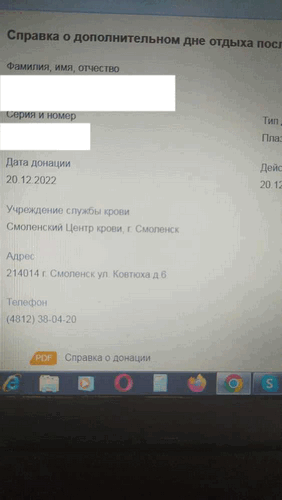 Справка о дополнительном дне отдыха посл
Фамилия, имя, отчество
Серия и номер
Тип
Пла
Дата донации
Дейс
20.12.2022
20.12
Учреждение службы крови
Смоленский Центр крови, г. Смоленск
Адрес
214014 г. Смоленск ул. Ковтюха д.6
Телефон
(4812) 38-04-20
PDF Справка о донации